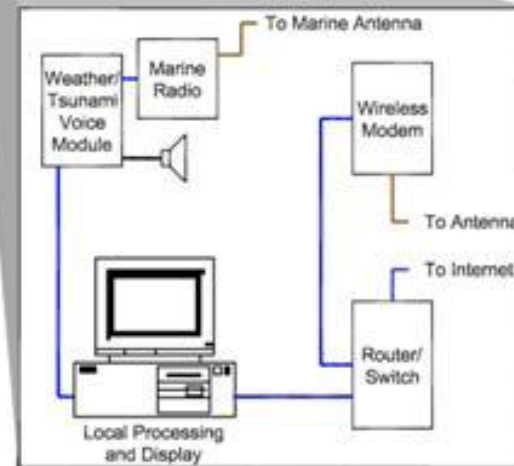 To Marine Antenna
Weather/
Tsunami
Voice
Module
Marine
Radio
Wireless
Modem
To Antenna
To Internet
Router/
Switch
Local Processing
and Display